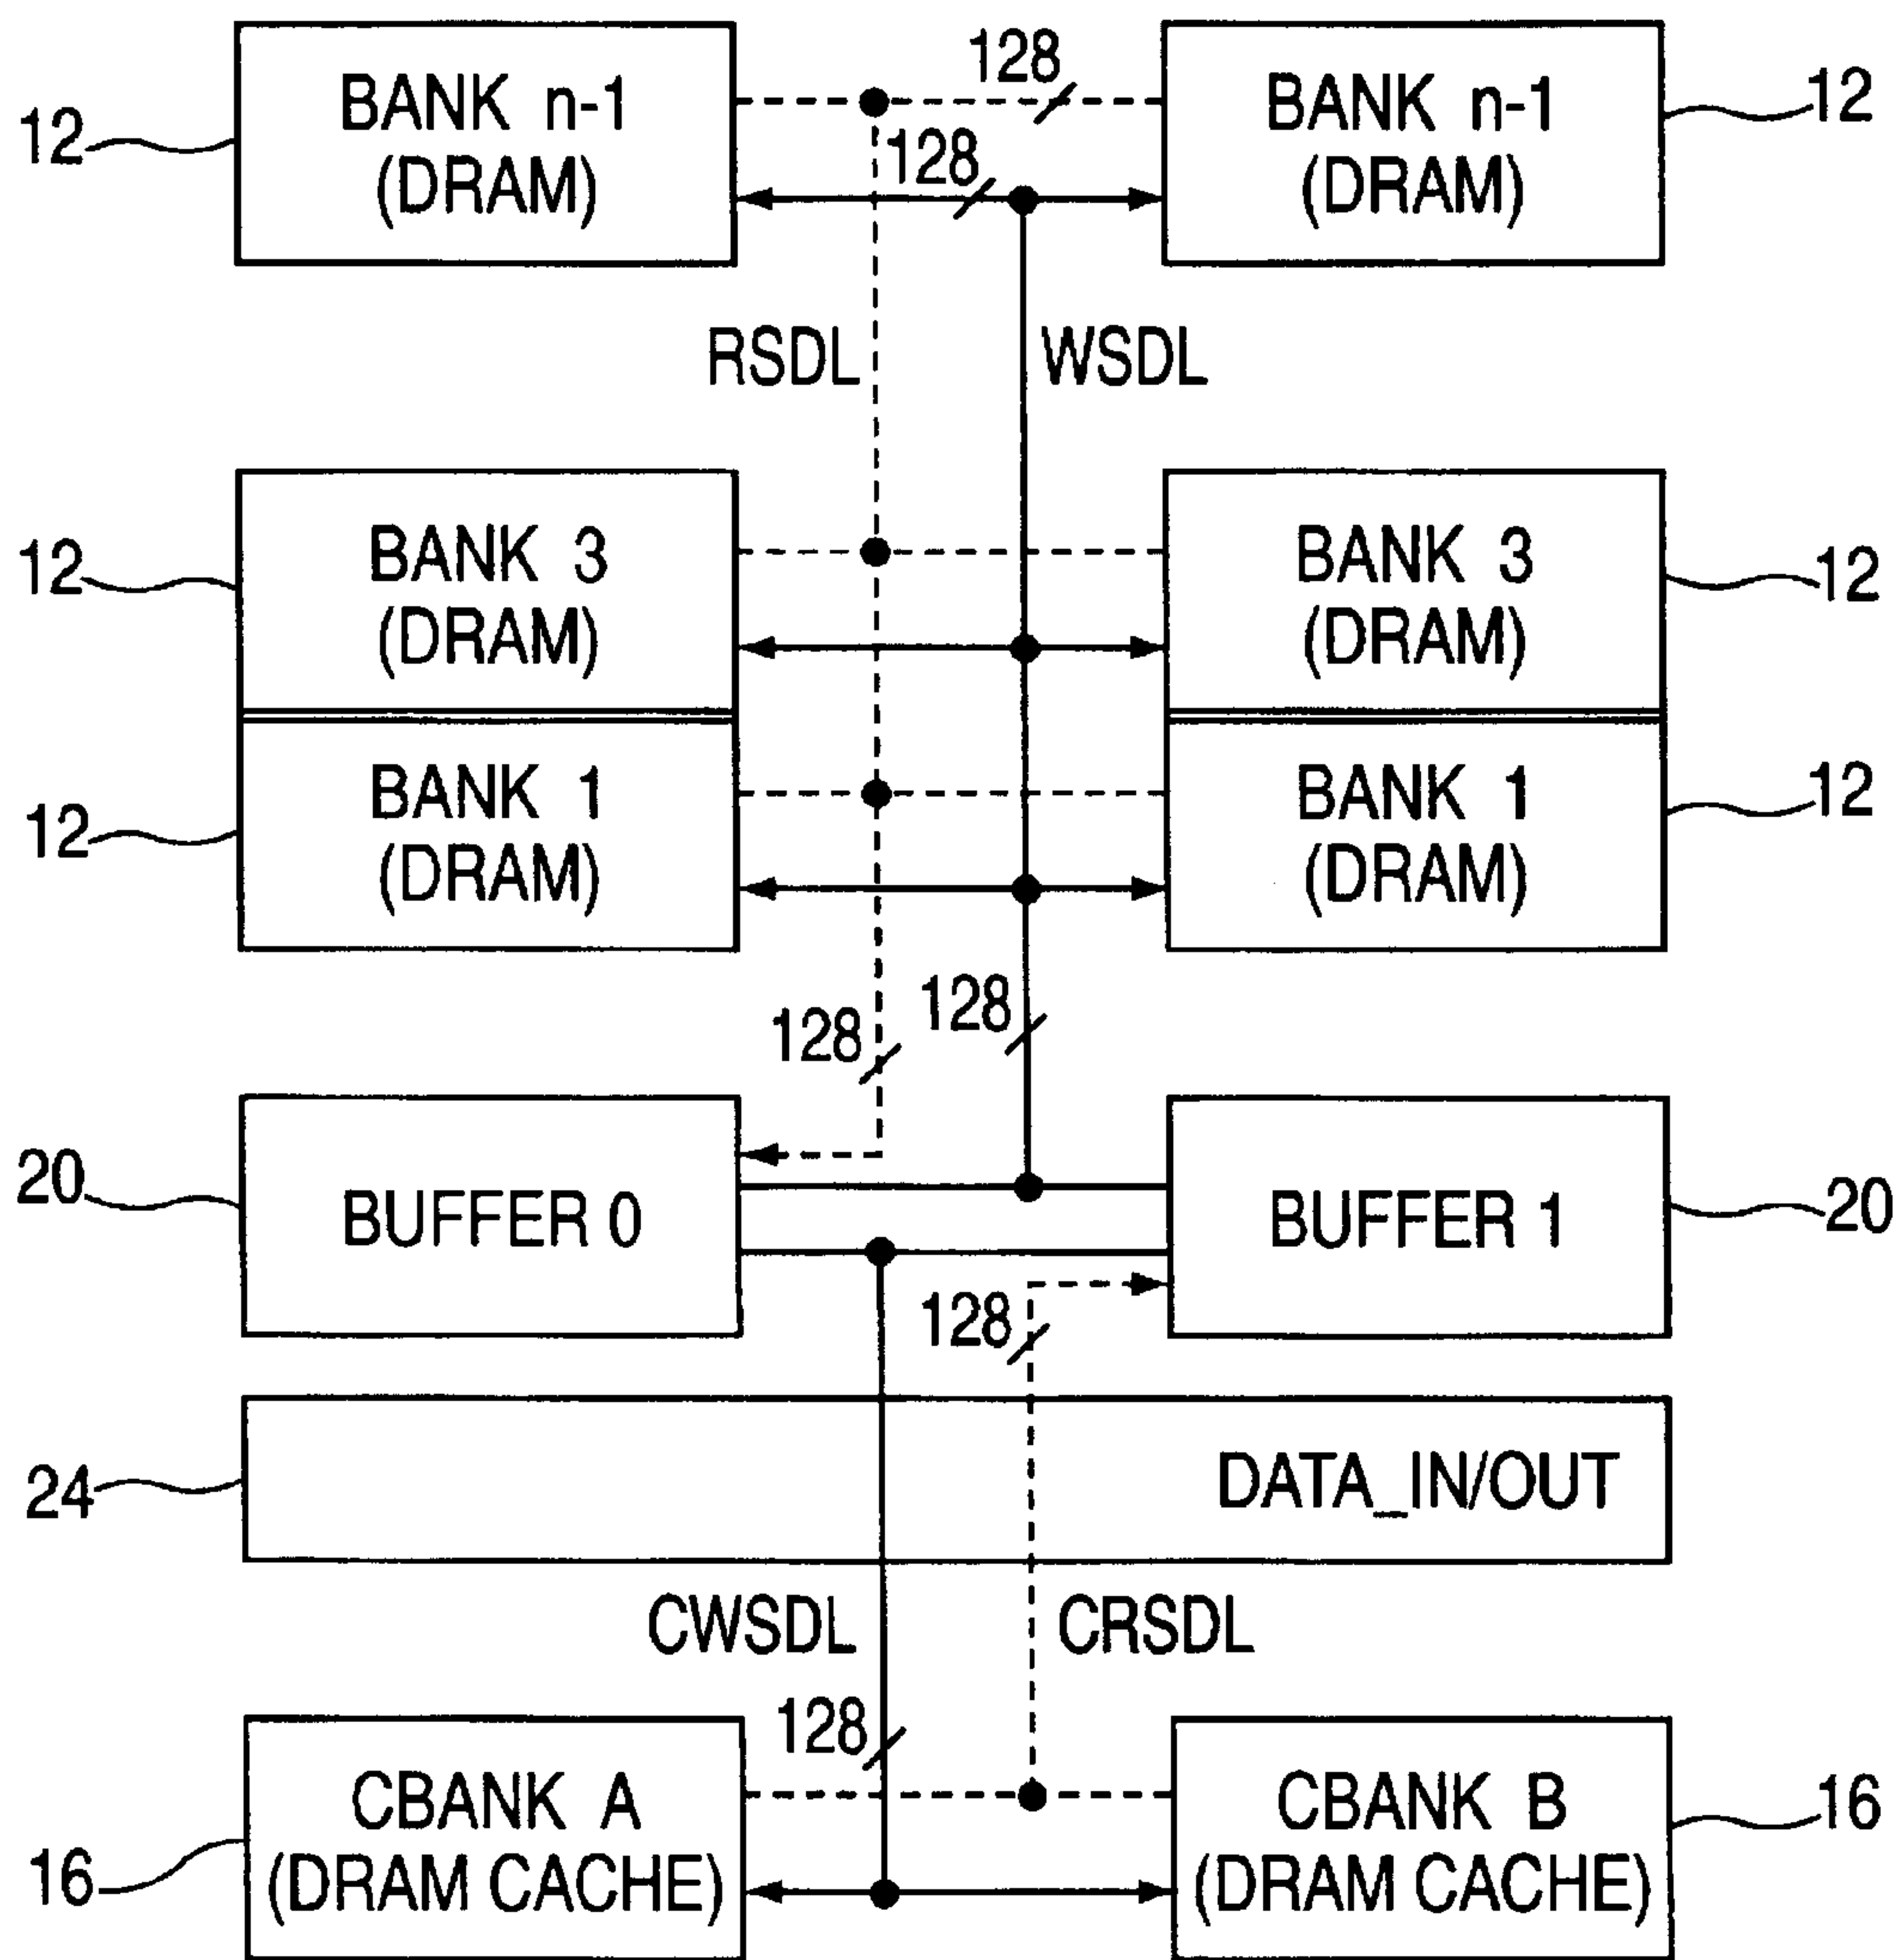 128
12
BANK n-1
(DRAM)
128
BANK n-1
(DRAM)
12
RSDL
WSDL
12
BANK 3
(DRAM)
BANK 3
(DRAM)
12
12
BANK 1
(DRAM)
BANK 1
(DRAM)
12
128
128
20
BUFFER 0
BUFFER 1
20
128
24
DATA_IN/OUT
CWSDL
CRSDL
128
16
CBANK A
(DRAM CACHE)
CBANK B
(DRAM CACHE)
16